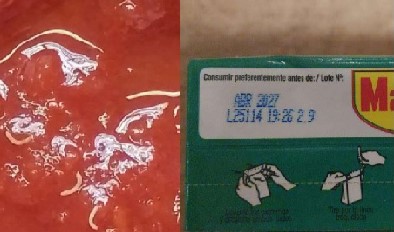 Consumir preferentemente antes de:/ Lote Nº:
ABR 2027
L25114 19:26 2 9
Ma